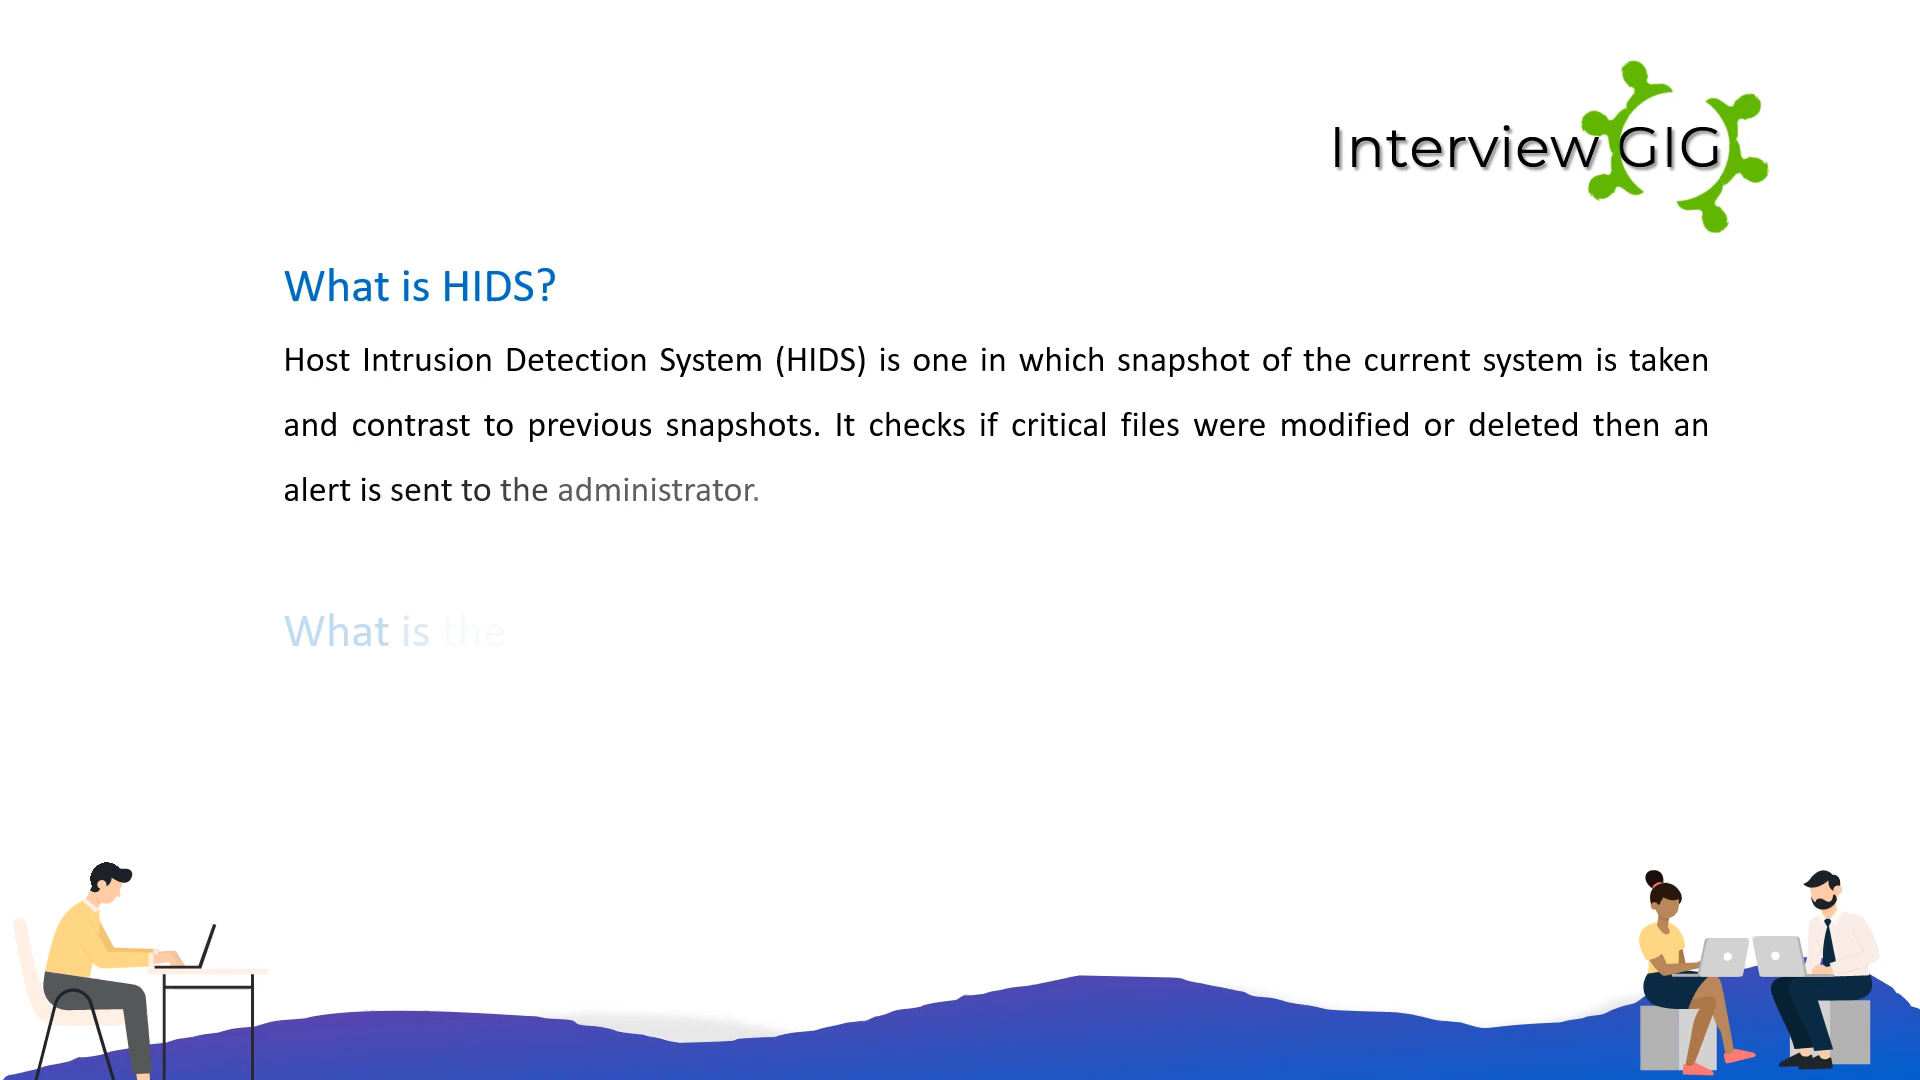 Interview GIG
What is HIDS?
Host Intrusion Detection System (HIDS) is one in which snapshot of the current system is taken
and contrast to previous snapshots. It checks if critical files were modified or deleted then an
alert is sent to the administrator.
What is the